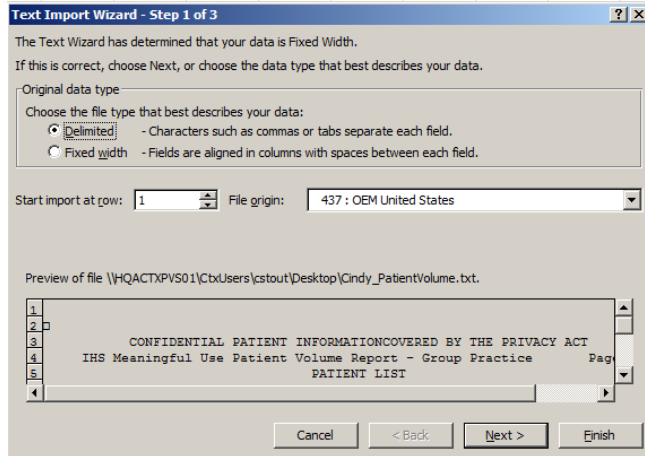 Text Import Wizard - Step 1 of 3
The Text Wizard has determined that your data is Fixed Width.
If this is correct, choose Next, or choose the data type that best describes your data.
Original data type
Choose the file type that best describes your data:
Delimited - Characters such as commas or tabs separate each field.
Fixed width - Fields are aligned in columns with spaces between each field.
Start import at row: 1 File origin: 437 : OEM United States
Preview of file \\HQACTXPVS01\CtxUsers\cstout\Desktop\Cindy_PatientVolume.txt.
1
2
3 CONFIDENTIAL PATIENT INFORMATIONCOVERED BY THE PRIVACY ACT
4 IHS Meaningful Use Patient Volume Report - Group Practice Pag
5 PATIENT LIST
Cancel < Back Next > Finish